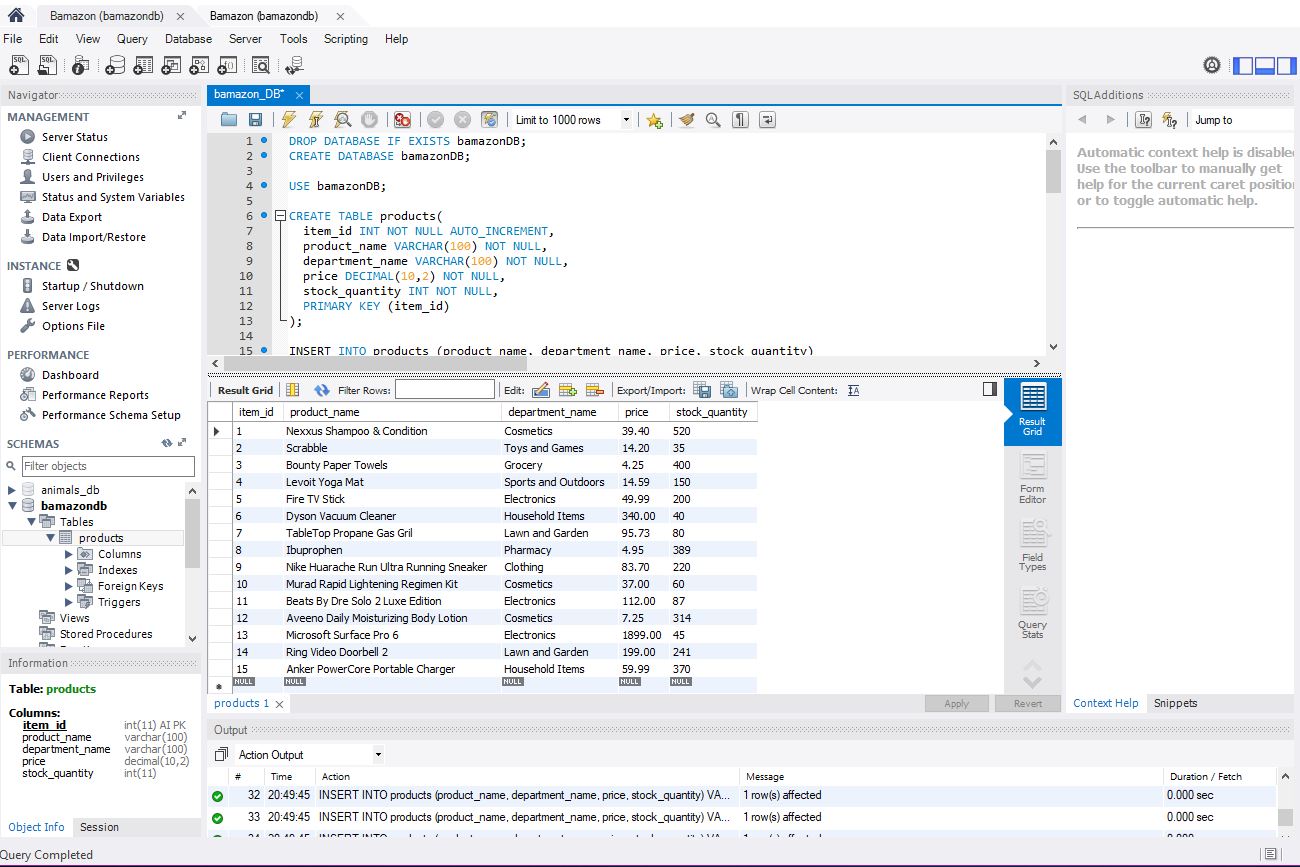 Bamazon (bamazondb) × Bamazon (bamazondb) ×
File Edit View Query Database Server Tools Scripting Help
Navigator
MANAGEMENT
Server Status
Client Connections
Users and Privileges
Status and System Variables
Data Export
Data Import/Restore
INSTANCE
Startup / Shutdown
Server Logs
Options File
PERFORMANCE
Dashboard
Performance Reports
Performance Schema Setup
SCHEMAS
Filter objects
animals_db
bamazondb
Tables
products
Columns
Indexes
Foreign Keys
Triggers
Views
Stored Procedures
Information
Table: products
Columns:
item_id int(11) AI PK
product_name varchar(100)
department_name varchar(100)
price decimal(10,2)
stock_quantity int(11)
Object Info Session
Query Completed
bamazon_DB* ×
Limit to 1000 rows
1 DROP DATABASE IF EXISTS bamazonDB;
2 CREATE DATABASE bamazonDB;
3
4 USE bamazonDB;
5
6 CREATE TABLE products(
7 item_id INT NOT NULL AUTO_INCREMENT,
8 product_name VARCHAR(100) NOT NULL,
9 department_name VARCHAR(100) NOT NULL,
10 price DECIMAL(10,2) NOT NULL,
11 stock_quantity INT NOT NULL,
12 PRIMARY KEY (item_id)
13 );
14
15 INSERT INTO products (product_name, department_name, price, stock_quantity)
Result Grid Filter Rows: Edit: Export/Import: Wrap Cell Content:
item_id product_name department_name price stock_quantity
1 Nexxus Shampoo & Condition Cosmetics 39.40 520
2 Scrabble Toys and Games 14.20 35
3 Bounty Paper Towels Grocery 4.25 400
4 Levoit Yoga Mat Sports and Outdoors 14.59 150
5 Fire TV Stick Electronics 49.99 200
6 Dyson Vacuum Cleaner Household Items 340.00 40
7 TableTop Propane Gas Gril Lawn and Garden 95.73 80
8 Ibuprophen Pharmacy 4.95 389
9 Nike Huarache Run Ultra Running Sneaker Clothing 83.70 220
10 Murad Rapid Lightening Regimen Kit Cosmetics 37.00 60
11 Beats By Dre Solo 2 Luxe Edition Electronics 112.00 87
12 Aveeno Daily Moisturizing Body Lotion Cosmetics 7.25 314
13 Microsoft Surface Pro 6 Electronics 1899.00 45
14 Ring Video Doorbell 2 Lawn and Garden 199.00 241
15 Anker PowerCore Portable Charger Household Items 59.99 370
NULL NULL NULL NULL NULL
Result
Grid
Form
Editor
Field
Types
Query
Stats
products 1 × Apply Revert
Output
Action Output
# Time Action Message Duration / Fetch
32 20:49:45 INSERT INTO products (product_name, department_name, price, stock_quantity) VA... 1 row(s) affected 0.000 sec
33 20:49:45 INSERT INTO products (product_name, department_name, price, stock_quantity) VA... 1 row(s) affected 0.000 sec
SQLAdditions
Jump to
Automatic context help is disable
Use the toolbar to manually get
help for the current caret position
or to toggle automatic help.
Context Help Snippets